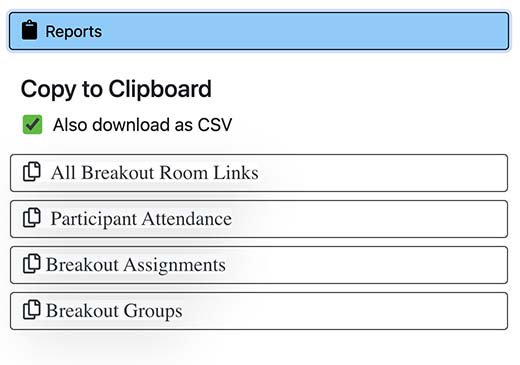 Reports
Copy to Clipboard
Also download as CSV
All Breakout Room Links
Participant Attendance
Breakout Assignments
Breakout Groups